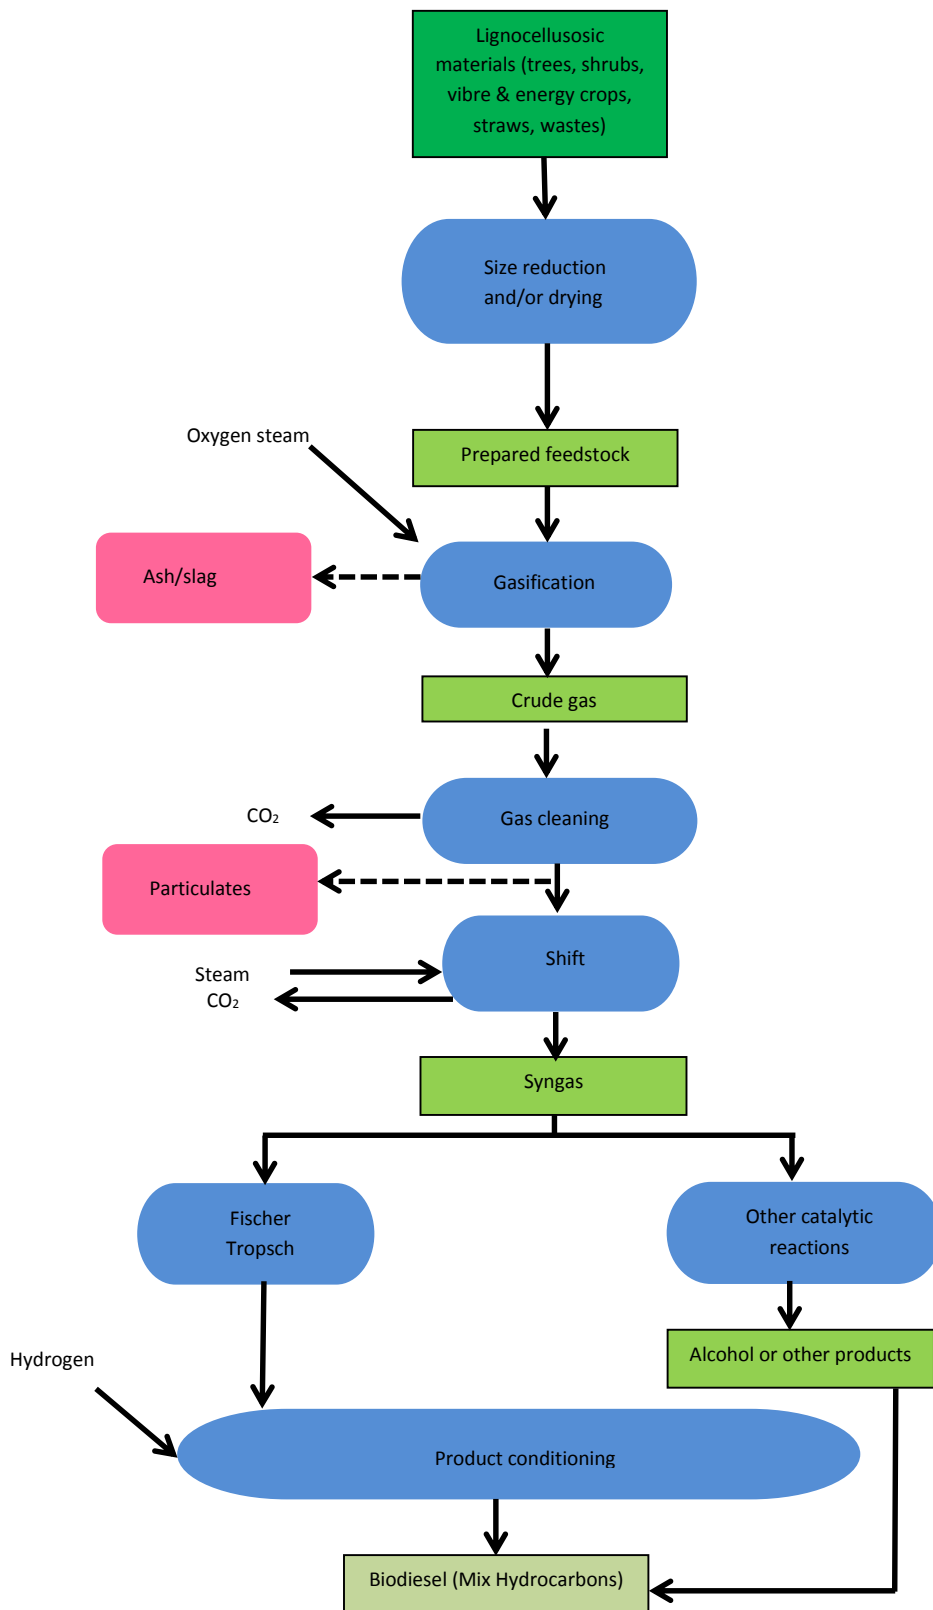 Lignocellusosic
materials (trees, shrubs,
vibre & energy crops,
straws, wastes)
Size reduction
and/or drying
Oxygen steam
Prepared feedstock
Ash/slag
Gasification
Crude gas
CO₂
Gas cleaning
Particulates
Shift
Steam
CO₂
Syngas
Fischer
Tropsch
Other catalytic
reactions
Hydrogen
Alcohol or other products
Product conditioning
Biodiesel (Mix Hydrocarbons)